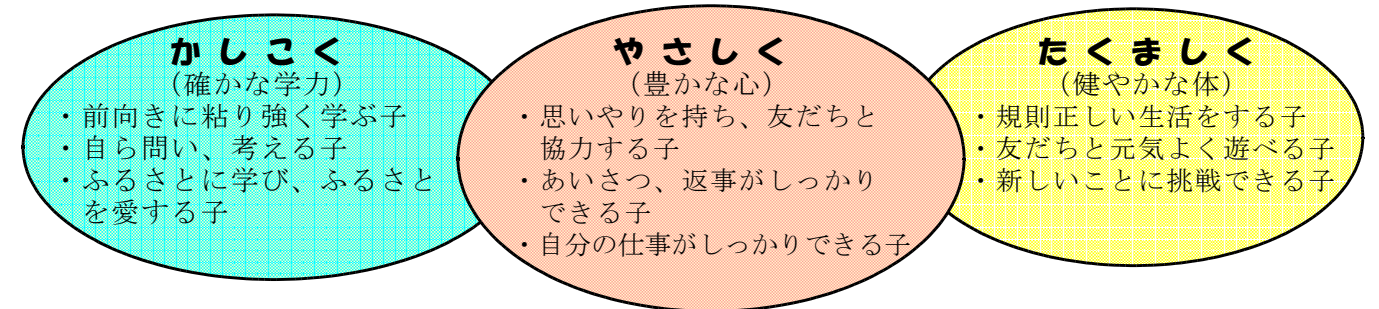 かしこく
（確かな学力）
・前向きに粘り強く学ぶ子
・自ら問い、考える子
・ふるさとに学び、ふるさと
を愛する子
やさしく
（豊かな心）
・思いやりを持ち、友だちと
協力する子
・あいさつ、返事がしっかり
できる子
・自分の仕事がしっかりできる子
たくましく
（健やかな体）
・規則正しい生活をする子
・友だちと元気よく遊べる子
・新しいことに挑戦できる子